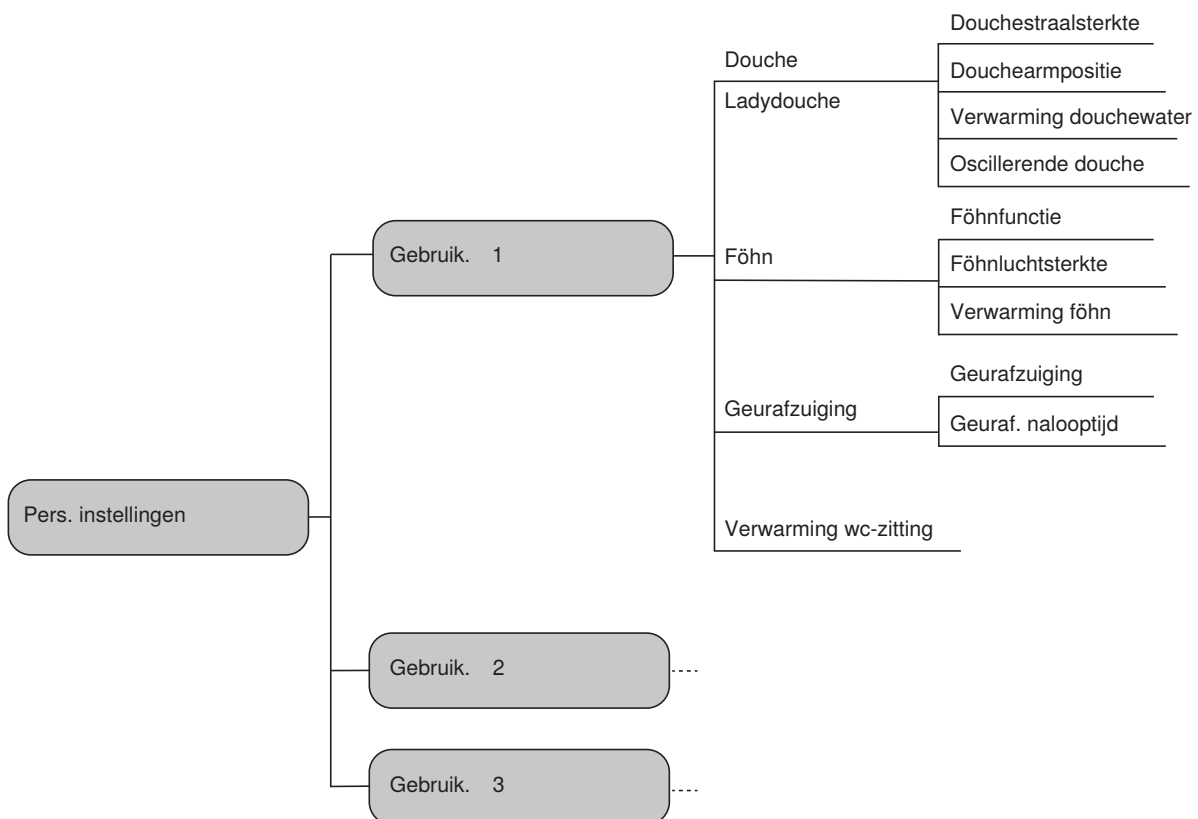 Pers. instellingen
Gebruik. 1
Douche
Ladydouche
Douchestraalsterkte
Douchearmpositie
Verwarming douchewater
Oscillerende douche
Föhn
Föhnfunctie
Föhnluchtsterkte
Verwarming föhn
Geurafzuiging
Geurafzuiging
Geuraf. nalooptijd
Verwarming wc-zitting
Gebruik. 2
Gebruik. 3